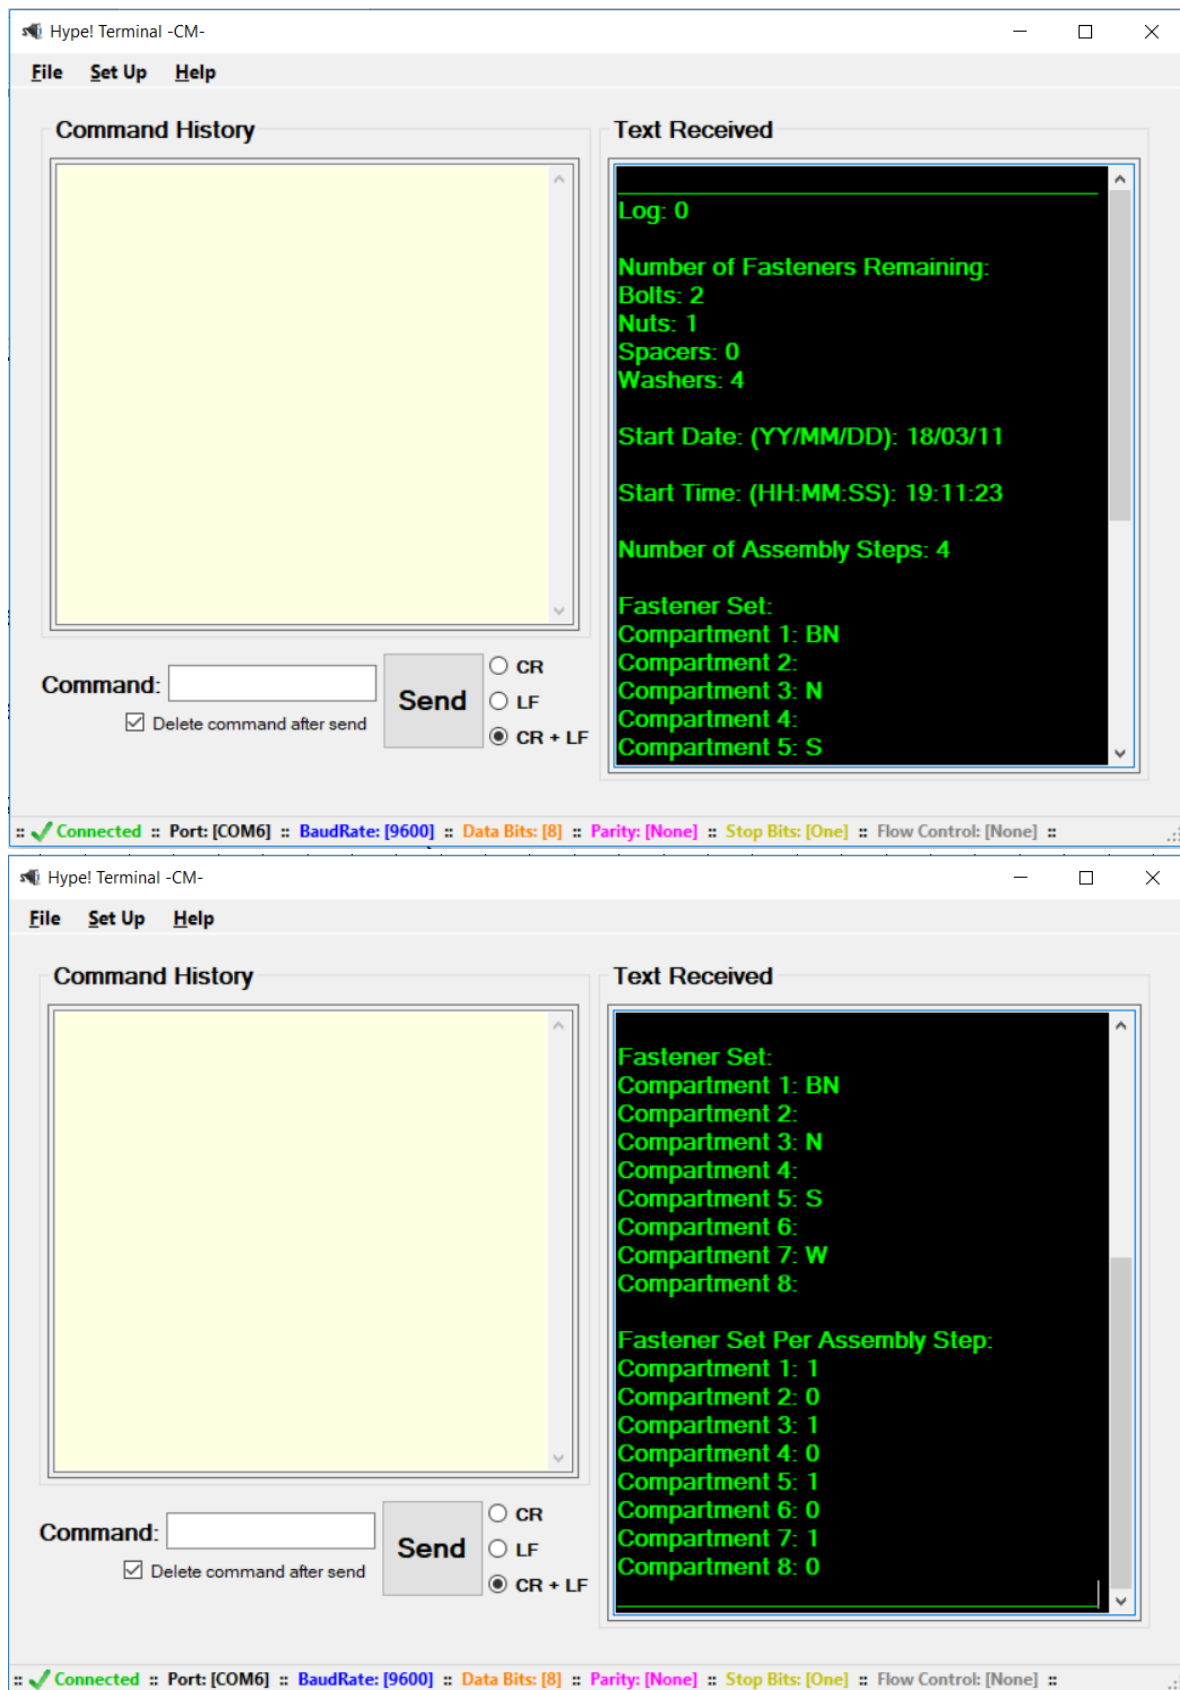 Hype! Terminal -CM-
File Set Up Help
Command History
Text Received
Log: 0
Number of Fasteners Remaining:
Bolts: 2
Nuts: 1
Spacers: 0
Washers: 4
Start Date: (YY/MM/DD): 18/03/11
Start Time: (HH:MM:SS): 19:11:23
Number of Assembly Steps: 4
Fastener Set:
Compartment 1: BN
Compartment 2:
Compartment 3: N
Compartment 4:
Compartment 5: S
Command:
Delete command after send
Send
CR
LF
CR + LF
:: Connected :: Port: [COM6] :: BaudRate: [9600] :: Data Bits: [8] :: Parity: [None] :: Stop Bits: [One] :: Flow Control: [None] ::
Hype! Terminal -CM-
File Set Up Help
Command History
Text Received
Fastener Set:
Compartment 1: BN
Compartment 2:
Compartment 3: N
Compartment 4:
Compartment 5: S
Compartment 6:
Compartment 7: W
Compartment 8:
Fastener Set Per Assembly Step:
Compartment 1: 1
Compartment 2: 0
Compartment 3: 1
Compartment 4: 0
Compartment 5: 1
Compartment 6: 0
Compartment 7: 1
Compartment 8: 0
Command:
Delete command after send
Send
CR
LF
CR + LF
:: Connected :: Port: [COM6] :: BaudRate: [9600] :: Data Bits: [8] :: Parity: [None] :: Stop Bits: [One] :: Flow Control: [None] ::